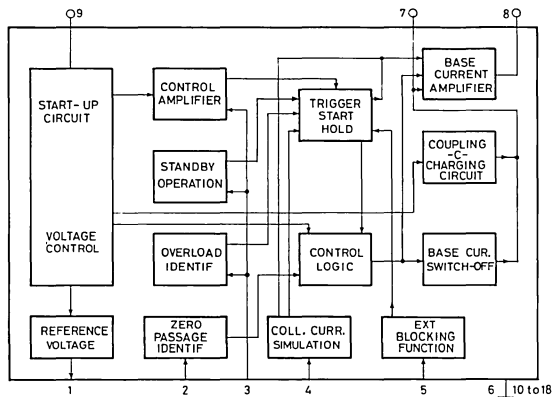 9
7
8
START-UP
CIRCUIT
VOLTAGE
CONTROL
CONTROL
AMPLIFIER
TRIGGER
START
HOLD
BASE
CURRENT
AMPLIFIER
STANDBY
OPERATION
COUPLING
-C-
CHARGING
CIRCUIT
OVERLOAD
IDENTIF
CONTROL
LOGIC
BASE CUR.
SWITCH-OFF
REFERENCE
VOLTAGE
ZERO
PASSAGE
IDENTIF
COLL. CURR.
SIMULATION
EXT
BLOCKING
FUNCTION
1
2
3
4
5
6
10 to 18